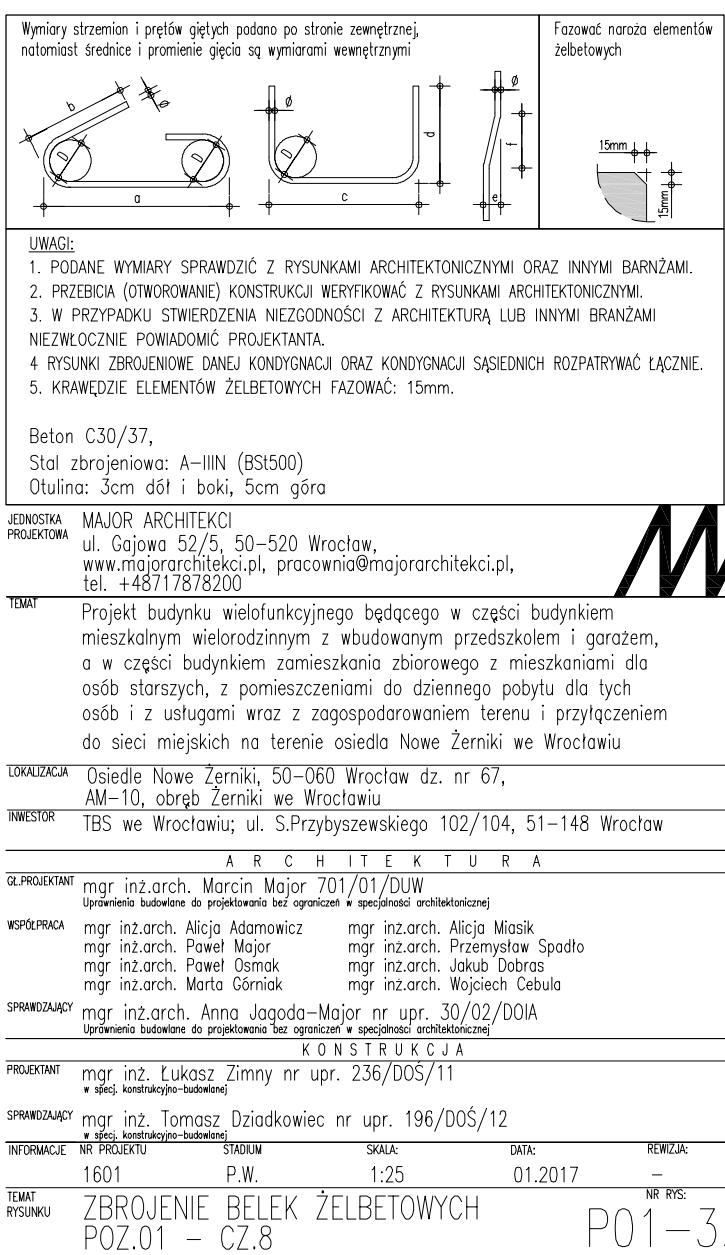 Wymiary strzemion i prętów giętych podano po stronie zewnętrznej,
natomiast średnice i promienie gięcia są wymiarami wewnętrznymi
Fazować naroża elementów
żelbetowych
b
Ø
D
D
a
Ø
D
d
c
f
e
15mm
15mm
UWAGI:
1. PODANE WYMIARY SPRAWDZIĆ Z RYSUNKAMI ARCHITEKTONICZNYMI ORAZ INNYMI BARNŻAMI.
2. PRZEBICIA (OTWOROWANIE) KONSTRUKCJI WERYFIKOWAĆ Z RYSUNKAMI ARCHITEKTONICZNYMI.
3. W PRZYPADKU STWIERDZENIA NIEZGODNOŚCI Z ARCHITEKTURĄ LUB INNYMI BRANŻAMI
NIEZWŁOCZNIE POWIADOMIĆ PROJEKTANTA.
4 RYSUNKI ZBROJENIOWE DANEJ KONDYGNACJI ORAZ KONDYGNACJI SĄSIEDNICH ROZPATRYWAĆ ŁĄCZNIE.
5. KRAWĘDZIE ELEMENTÓW ŻELBETOWYCH FAZOWAĆ: 15mm.
Beton C30/37,
Stal zbrojeniowa: A-IIIN (BSt500)
Otulina: 3cm dół i boki, 5cm góra
JEDNOSTKA
PROJEKTOWA
MAJOR ARCHITEKCI
ul. Gajowa 52/5, 50-520 Wrocław,
www.majorarchitekci.pl, pracownia@majorarchitekci.pl,
tel. +48717878200
TEMAT
Projekt budynku wielofunkcyjnego będącego w części budynkiem
mieszkalnym wielorodzinnym z wbudowanym przedszkolem i garażem,
a w części budynkiem zamieszkania zbiorowego z mieszkaniami dla
osób starszych, z pomieszczeniami do dziennego pobytu dla tych
osób i z usługami wraz z zagospodarowaniem terenu i przyłączeniem
do sieci miejskich na terenie osiedla Nowe Żerniki we Wrocławiu
LOKALIZACJA
Osiedle Nowe Żerniki, 50-060 Wrocław dz. nr 67,
AM-10, obręb Żerniki we Wrocławiu
INWESTOR
TBS we Wrocławiu; ul. S.Przybyszewskiego 102/104, 51-148 Wrocław
A R C H I T E K T U R A
GŁ.PROJEKTANT mgr inż.arch. Marcin Major 701/01/DUW
Uprawnienia budowlane do projektowania bez ograniczeń w specjalności architektonicznej
WSPÓŁPRACA mgr inż.arch. Alicja Adamowicz mgr inż.arch. Alicja Miasik
mgr inż.arch. Paweł Major mgr inż.arch. Przemysław Spadło
mgr inż.arch. Paweł Osmak mgr inż.arch. Jakub Dobras
mgr inż.arch. Marta Górniak mgr inż.arch. Wojciech Cebula
SPRAWDZAJĄCY mgr inż.arch. Anna Jagoda-Major nr upr. 30/02/DOIA
Uprawnienia budowlane do projektowania bez ograniczeń w specjalności architektonicznej
K O N S T R U K C J A
PROJEKTANT mgr inż. Łukasz Zimny nr upr. 236/DOŚ/11
w specj. konstrukcyjno-budowlanej
SPRAWDZAJĄCY mgr inż. Tomasz Dziadkowiec nr upr. 196/DOŚ/12
w specj. konstrukcyjno-budowlanej
INFORMACJE NR PROJEKTU STADIUM SKALA: DATA: REWIZJA:
1601 P.W. 1:25 01.2017 –
TEMAT
RYSUNKU
ZBROJENIE BELEK ŻELBETOWYCH
POZ.01 - CZ.8
NR RYS:
P01-3.